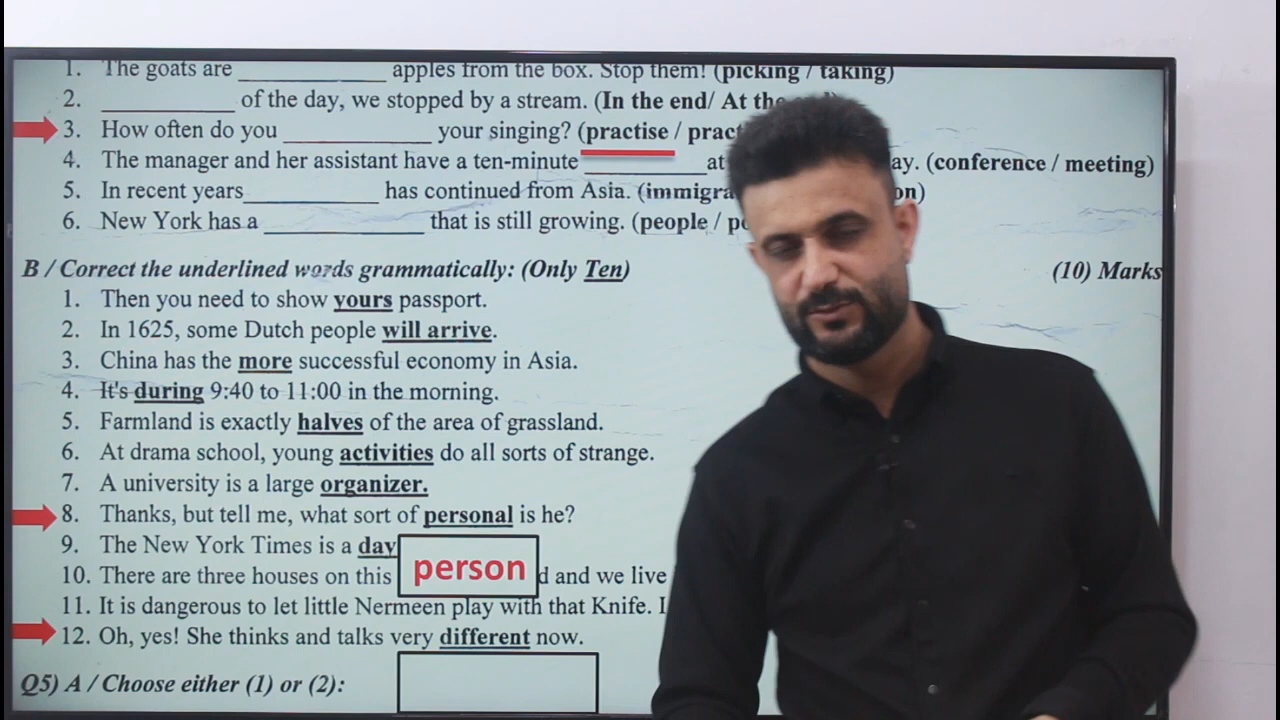 1. The goats are ____________ apples from the box. Stop them! (picking / taking)
2. ___________ of the day, we stopped by a stream. (In the end/ At the
3. How often do you ____________ your singing? (practise /
4. The manager and her assistant have a ten-minute __________ at (conference / meeting)
5. In recent years___________ has continued from Asia.
6. New York has a _____________ that is still growing. (people /
B / Correct the underlined words grammatically: (Only Ten) (10) Marks
1. Then you need to show yours passport.
2. In 1625, some Dutch people will arrive.
3. China has the more successful economy in Asia.
4. It's during 9:40 to 11:00 in the morning.
5. Farmland is exactly halves of the area of grassland.
6. At drama school, young activities do all sorts of strange.
7. A university is a large organizer.
8. Thanks, but tell me, what sort of personal is he?
9. The New York Times is a day
person
10. There are three houses on this and we live
11. It is dangerous to let little Nermeen play with that Knife.
12. Oh, yes! She thinks and talks very different now.
Q5) A / Choose either (1) or (2):